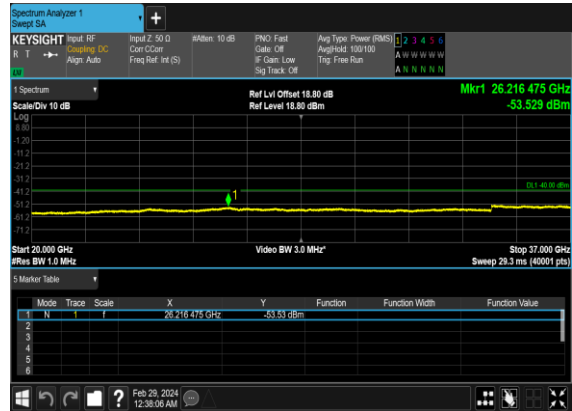 Spectrum Analyzer 1
Swept SA
+
KEYSIGHT
R T
Input: RF
Coupling: DC
Align: Auto
Input Z: 50 Ω
Corr CCorr
Freq Ref: Int (S)
#Atten: 10 dB
PNO: Fast
Gate: Off
IF Gain: Low
Sig Track: Off
Avg Type: Power (RMS)
Avg|Hold: 100/100
Trig: Free Run
1 2 3 4 5 6
A W W W W W
A N N N N N
1 Spectrum
Scale/Div 10 dB
Ref Lvl Offset 18.80 dB
Ref Level 18.80 dBm
Mkr1 26.216 475 GHz
-53.529 dBm
Log
8.80
-1.20
-11.2
-21.2
-31.2
-41.2
-51.2
-61.2
-71.2
1
DL1 -40.00 dBm
Start 20.000 GHz
#Res BW 1.0 MHz
Video BW 3.0 MHz*
Stop 37.000 GHz
Sweep 29.3 ms (40001 pts)
5 Marker Table
Mode Trace Scale X Y Function Function Width Function Value
1 N 1 f 26.216 475 GHz -53.53 dBm
2
3
4
5
6
?
Feb 29, 2024
12:38:06 AM